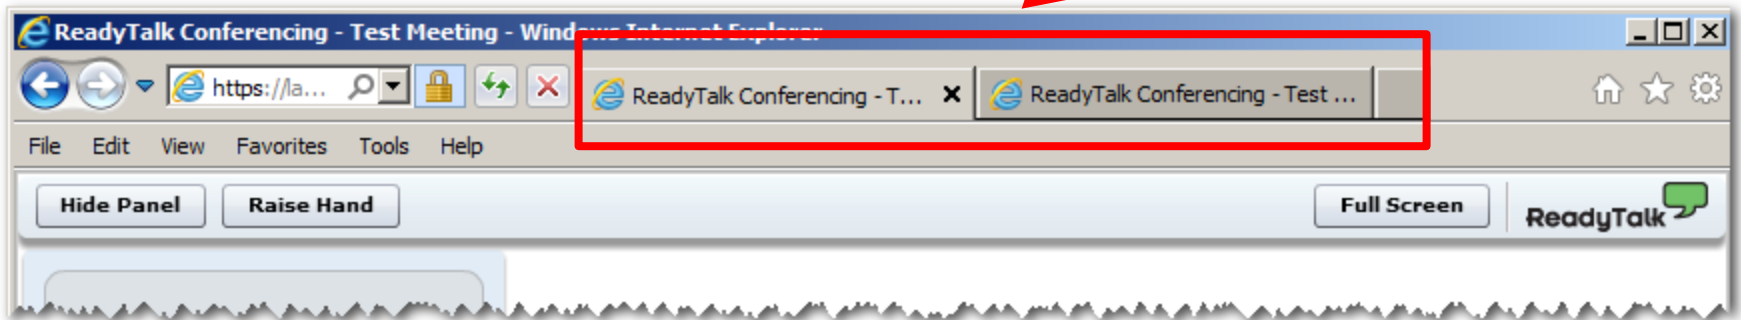 ReadyTalk Conferencing - Test Meeting - Windows Internet Explorer
https://la...
ReadyTalk Conferencing - T...
ReadyTalk Conferencing - Test ...
File Edit View Favorites Tools Help
Hide Panel Raise Hand Full Screen ReadyTalk